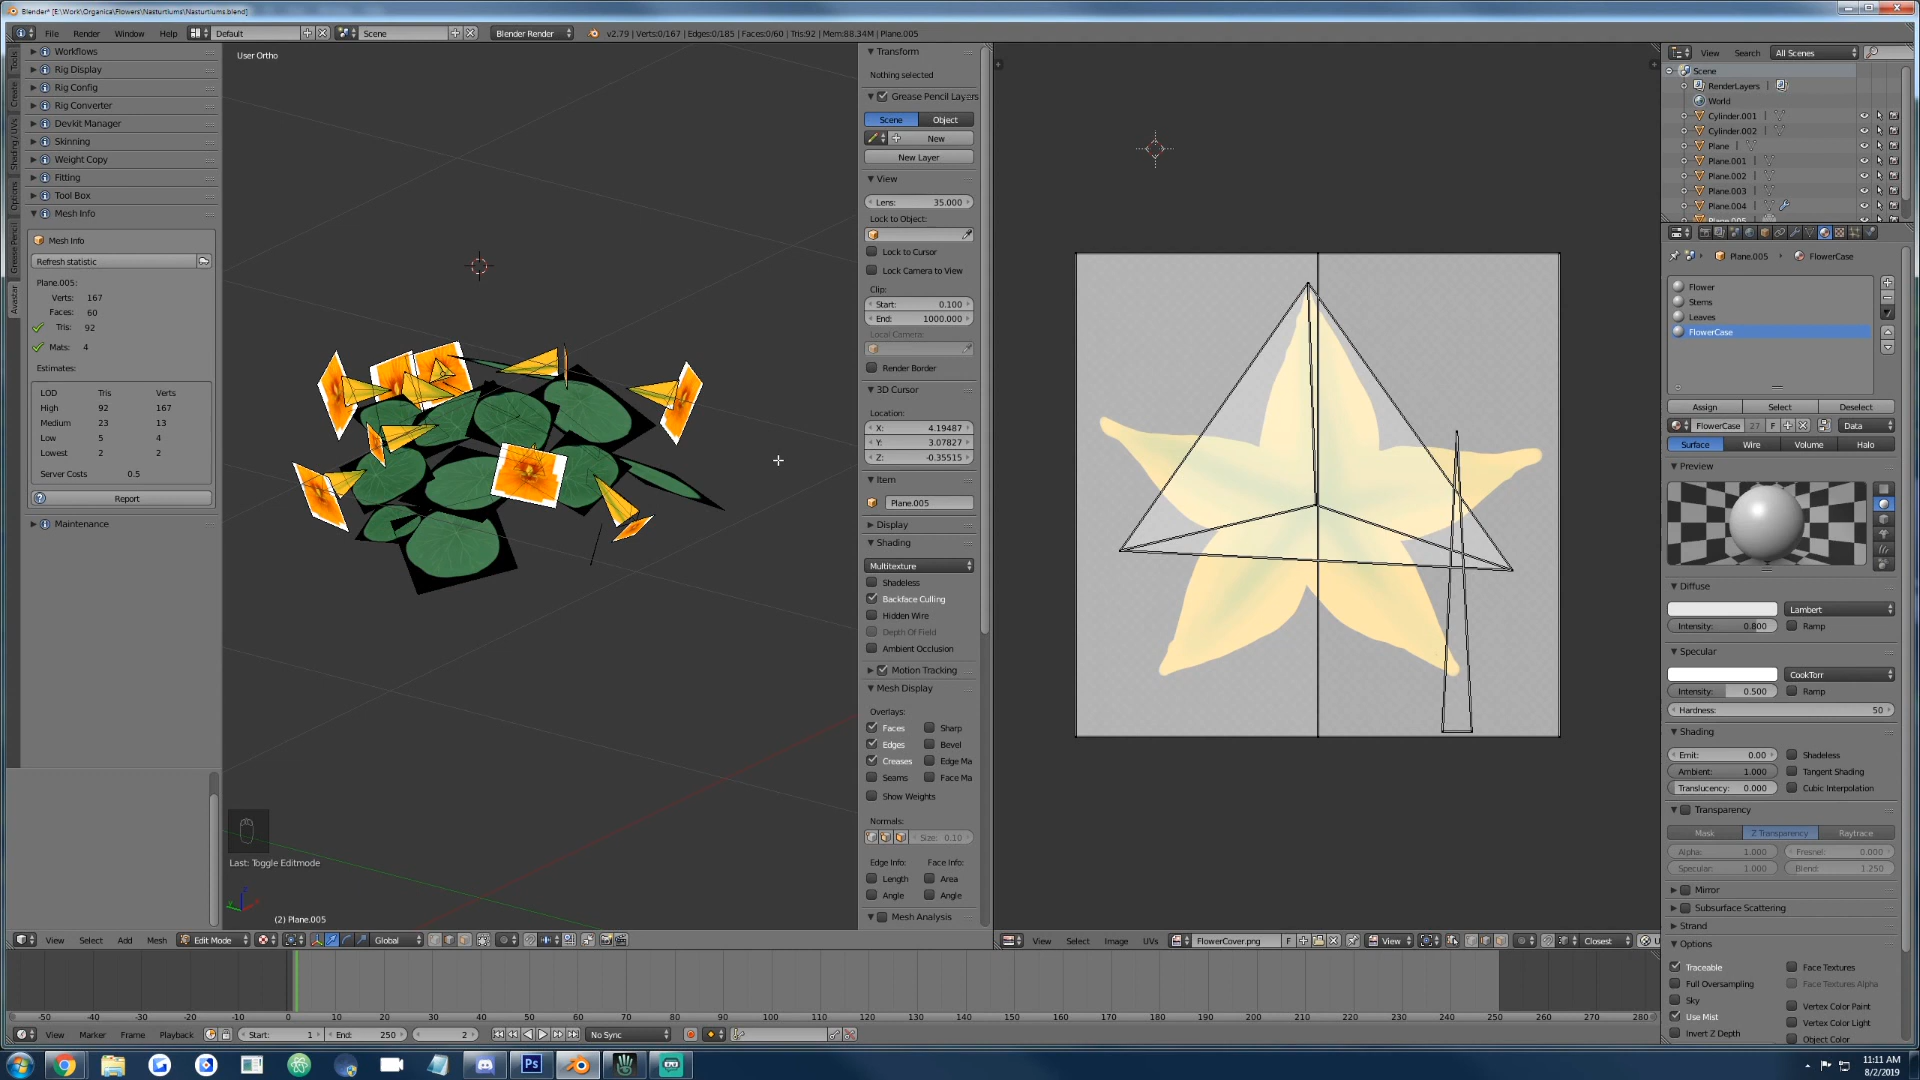 Blender* [E:\Work\Organica\Flowers\Nasturtiums\Nasturtiums.blend]
File Render Window Help Default Scene Blender Render v2.79 | Verts:0/167 | Edges:0/185 | Faces:0/60 | Tris:92 | Mem:88.34M | Plane.005
Tools
Create
Shading / UVs
Options
Grease Pencil
Avastar
Workflows
Rig Display
Rig Config
Rig Converter
Devkit Manager
Skinning
Weight Copy
Fitting
Tool Box
Mesh Info
Mesh Info
Refresh statistic
Plane.005:
Verts: 167
Faces: 60
Tris: 92
Mats: 4
Estimates:
LOD Tris Verts
High 92 167
Medium 23 13
Low 5 4
Lowest 2 2
Server Costs 0.5
Report
Maintenance
User Ortho
Last: Toggle Editmode
(2) Plane.005
Transform
Nothing selected
Grease Pencil Layers
Scene Object
New
New Layer
View
Lens: 35.000
Lock to Object:
Lock to Cursor
Lock Camera to View
Clip:
Start: 0.100
End: 1000.000
Local Camera:
Render Border
3D Cursor
Location:
X: 4.19487
Y: 3.07827
Z: -0.35515
Item
Plane.005
Display
Shading
Multitexture
Shadeless
Backface Culling
Hidden Wire
Depth Of Field
Ambient Occlusion
Motion Tracking
Mesh Display
Overlays:
Faces Sharp
Edges Bevel
Creases Edge Ma
Seams Face Ma
Show Weights
Normals:
Size: 0.10
Edge Info: Face Info:
Length Area
Angle Angle
Mesh Analysis
View Select Add Mesh Edit Mode Global
View Select Image UVs FlowerCover.png F View Closest U
View Search All Scenes
Scene
RenderLayers
World
Cylinder.001
Cylinder.002
Plane
Plane.001
Plane.002
Plane.003
Plane.004
Plane.005
Plane.005 FlowerCase
Flower
Stems
Leaves
FlowerCase
Assign Select Deselect
FlowerCase 27 F Data
Surface Wire Volume Halo
Preview
Diffuse
Lambert
Intensity: 0.800 Ramp
Specular
CookTorr
Intensity: 0.500 Ramp
Hardness: 50
Shading
Emit: 0.00 Shadeless
Ambient: 1.000 Tangent Shading
Translucency: 0.000 Cubic Interpolation
Transparency
Mask Z Transparency Raytrace
Alpha: 1.000 Fresnel: 0.000
Specular: 1.000 Blend: 1.250
Mirror
Subsurface Scattering
Strand
Options
Traceable Face Textures
Full Oversampling Face Textures Alpha
Sky Vertex Color Paint
Use Mist Vertex Color Light
Invert Z Depth Object Color
-50 -40 -30 -20 -10 0 10 20 30 40 50 60 70 80 90 100 110 120 130 140 150 160 170 180 190 200 210 220 230 240 250 260 270 280
View Marker Frame Playback Start: 1 End: 250 2 No Sync
Ps
11:11 AM
8/2/2019